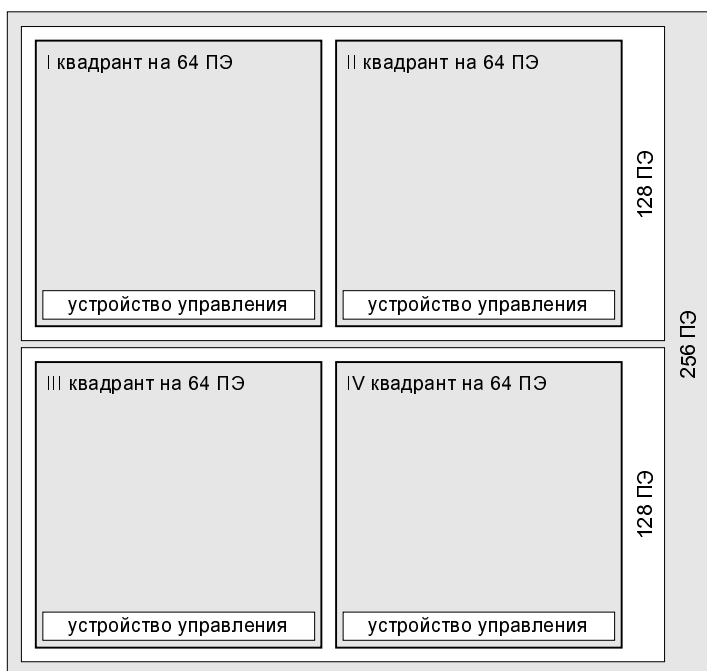 I квадрант на 64 ПЭ
II квадрант на 64 ПЭ
128 ПЭ
устройство управления
устройство управления
256 ПЭ
III квадрант на 64 ПЭ
IV квадрант на 64 ПЭ
128 ПЭ
устройство управления
устройство управления